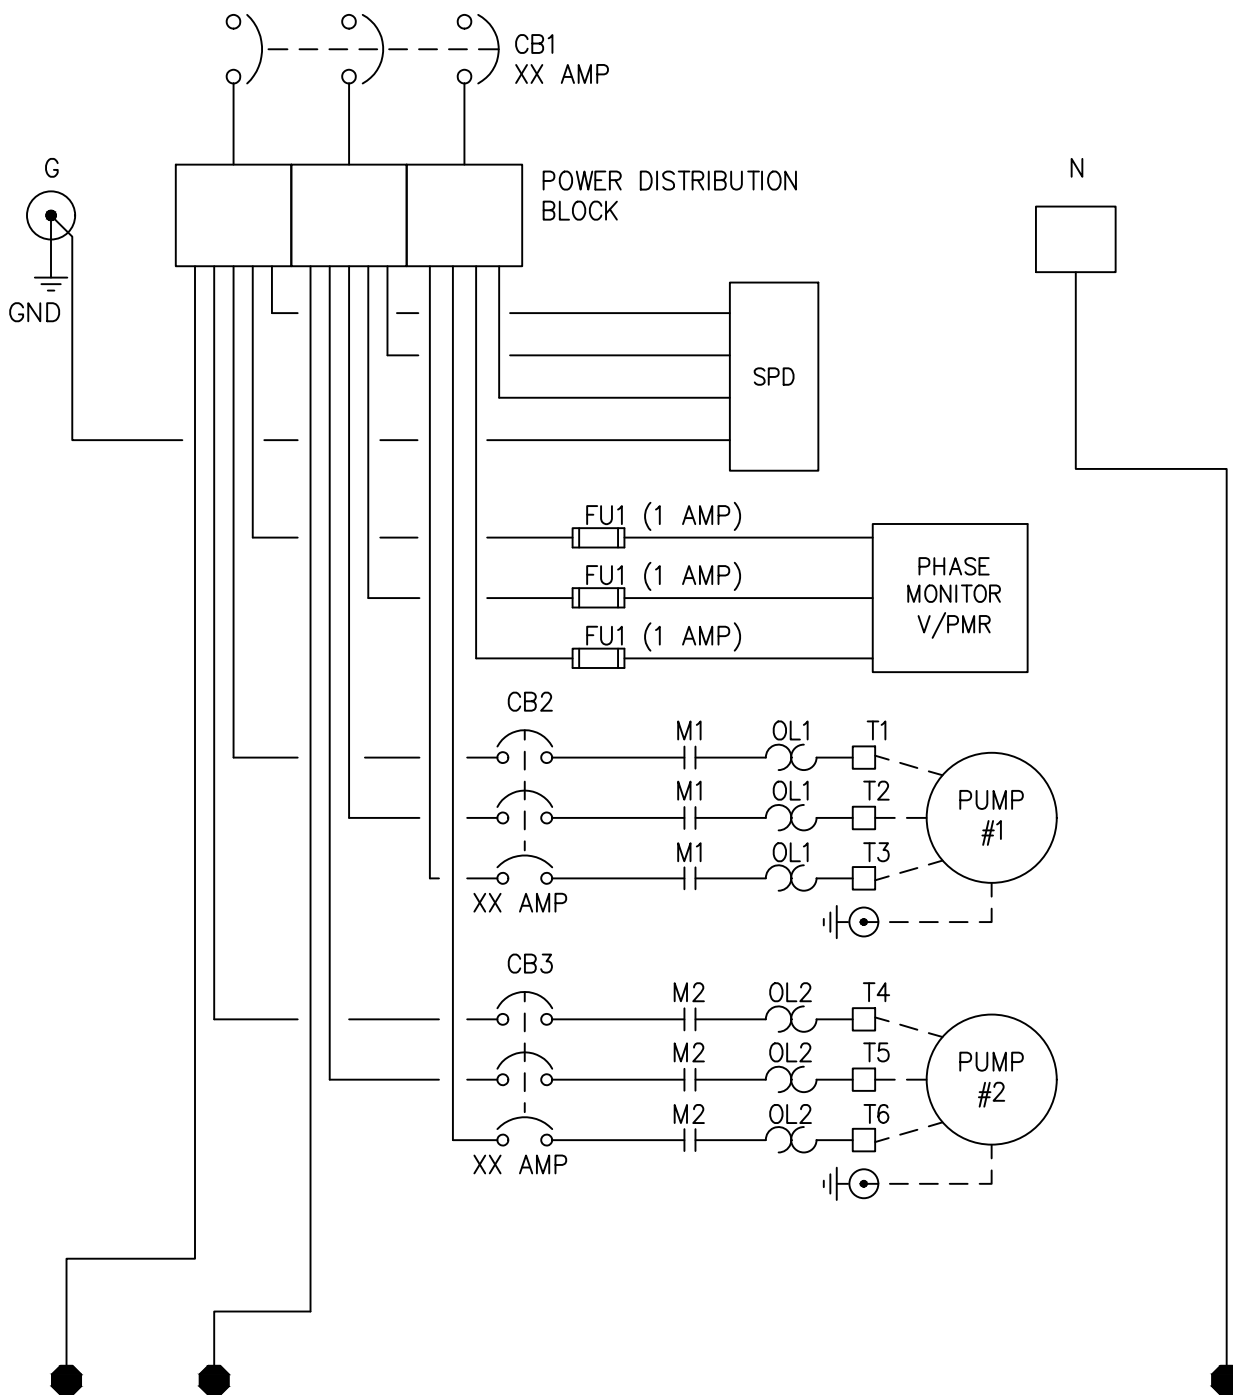 CB1
XX AMP
G
POWER DISTRIBUTION
BLOCK
N
GND
SPD
FU1 (1 AMP)
FU1 (1 AMP)
FU1 (1 AMP)
PHASE
MONITOR
V/PMR
CB2
M1 OL1 T1
M1 OL1 T2
M1 OL1 T3
PUMP
#1
XX AMP
CB3
M2 OL2 T4
M2 OL2 T5
M2 OL2 T6
PUMP
#2
XX AMP